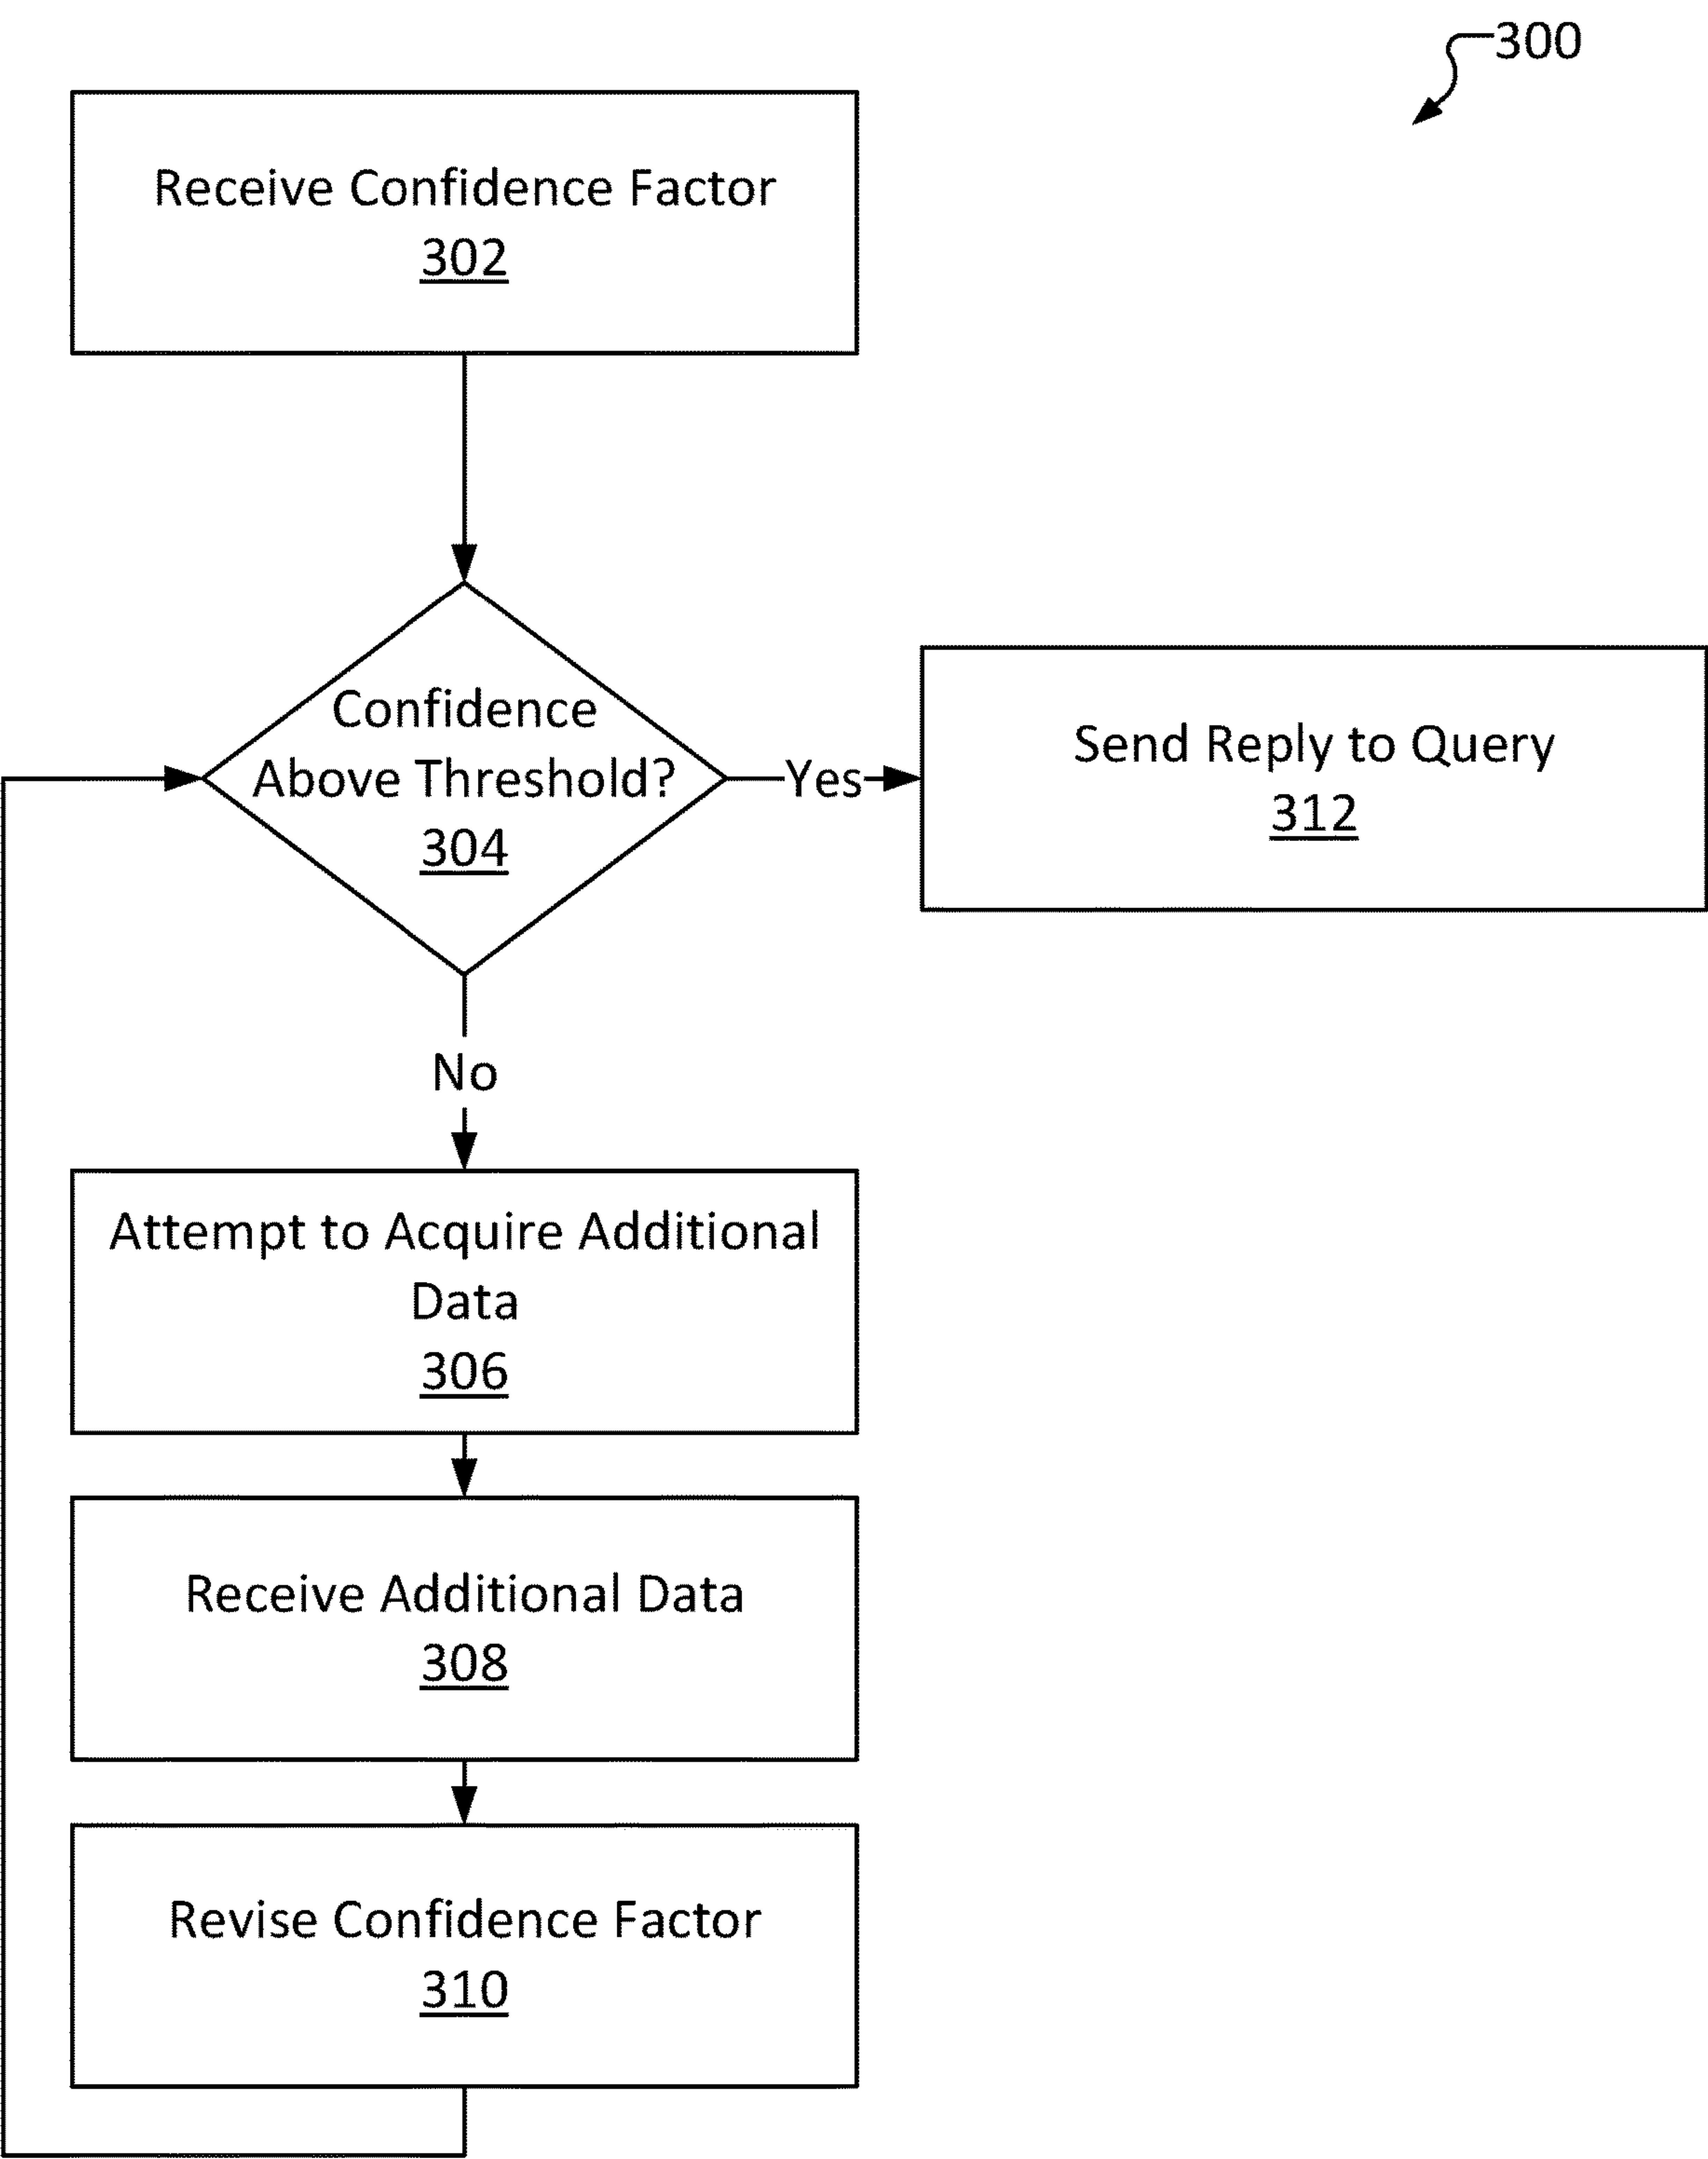 300
Receive Confidence Factor
302
Confidence
Above Threshold?
304
Yes
Send Reply to Query
312
No
Attempt to Acquire Additional
Data
306
Receive Additional Data
308
Revise Confidence Factor
310